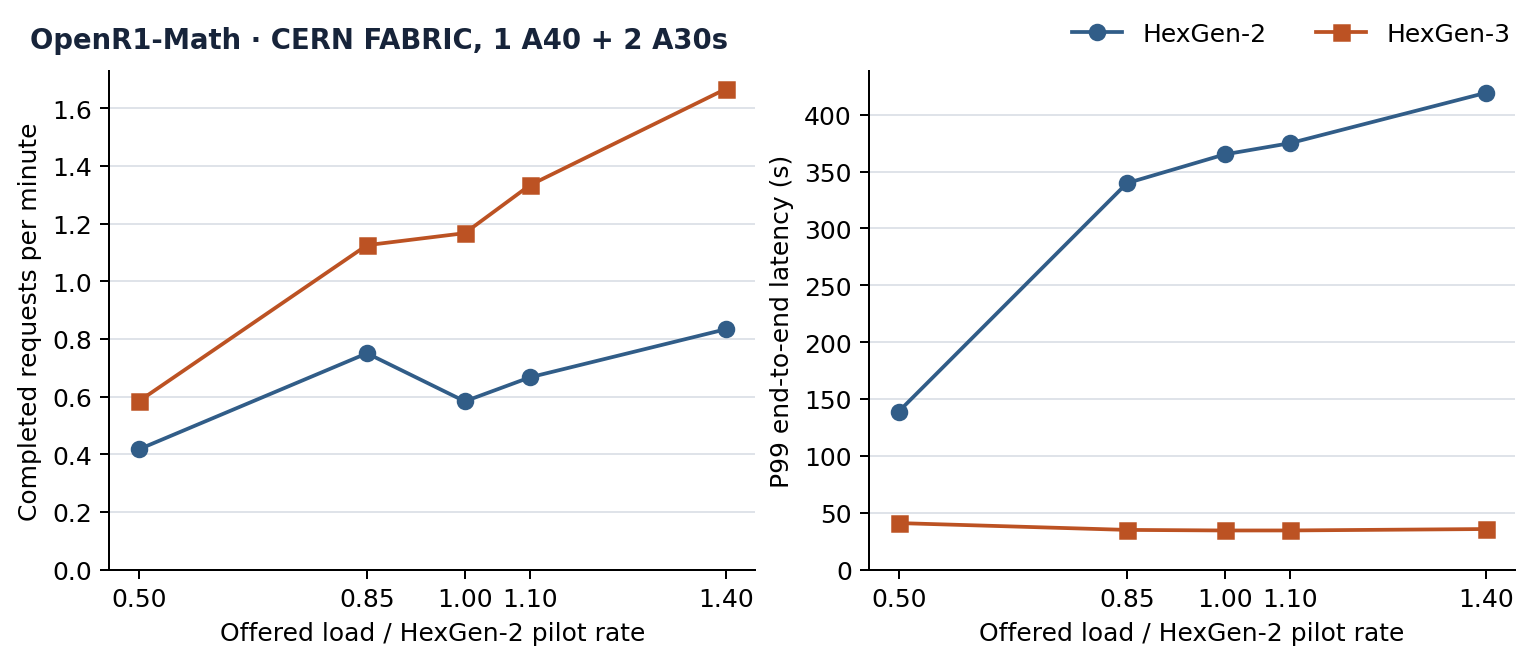 OpenR1-Math · CERN FABRIC, 1 A40 + 2 A30s
HexGen-2
HexGen-3
Completed requests per minute
1.6
1.4
1.2
1.0
0.8
0.6
0.4
0.2
0.0
0.50 0.85 1.00 1.10 1.40
Offered load / HexGen-2 pilot rate
P99 end-to-end latency (s)
400
350
300
250
200
150
100
50
0
0.50 0.85 1.00 1.10 1.40
Offered load / HexGen-2 pilot rate